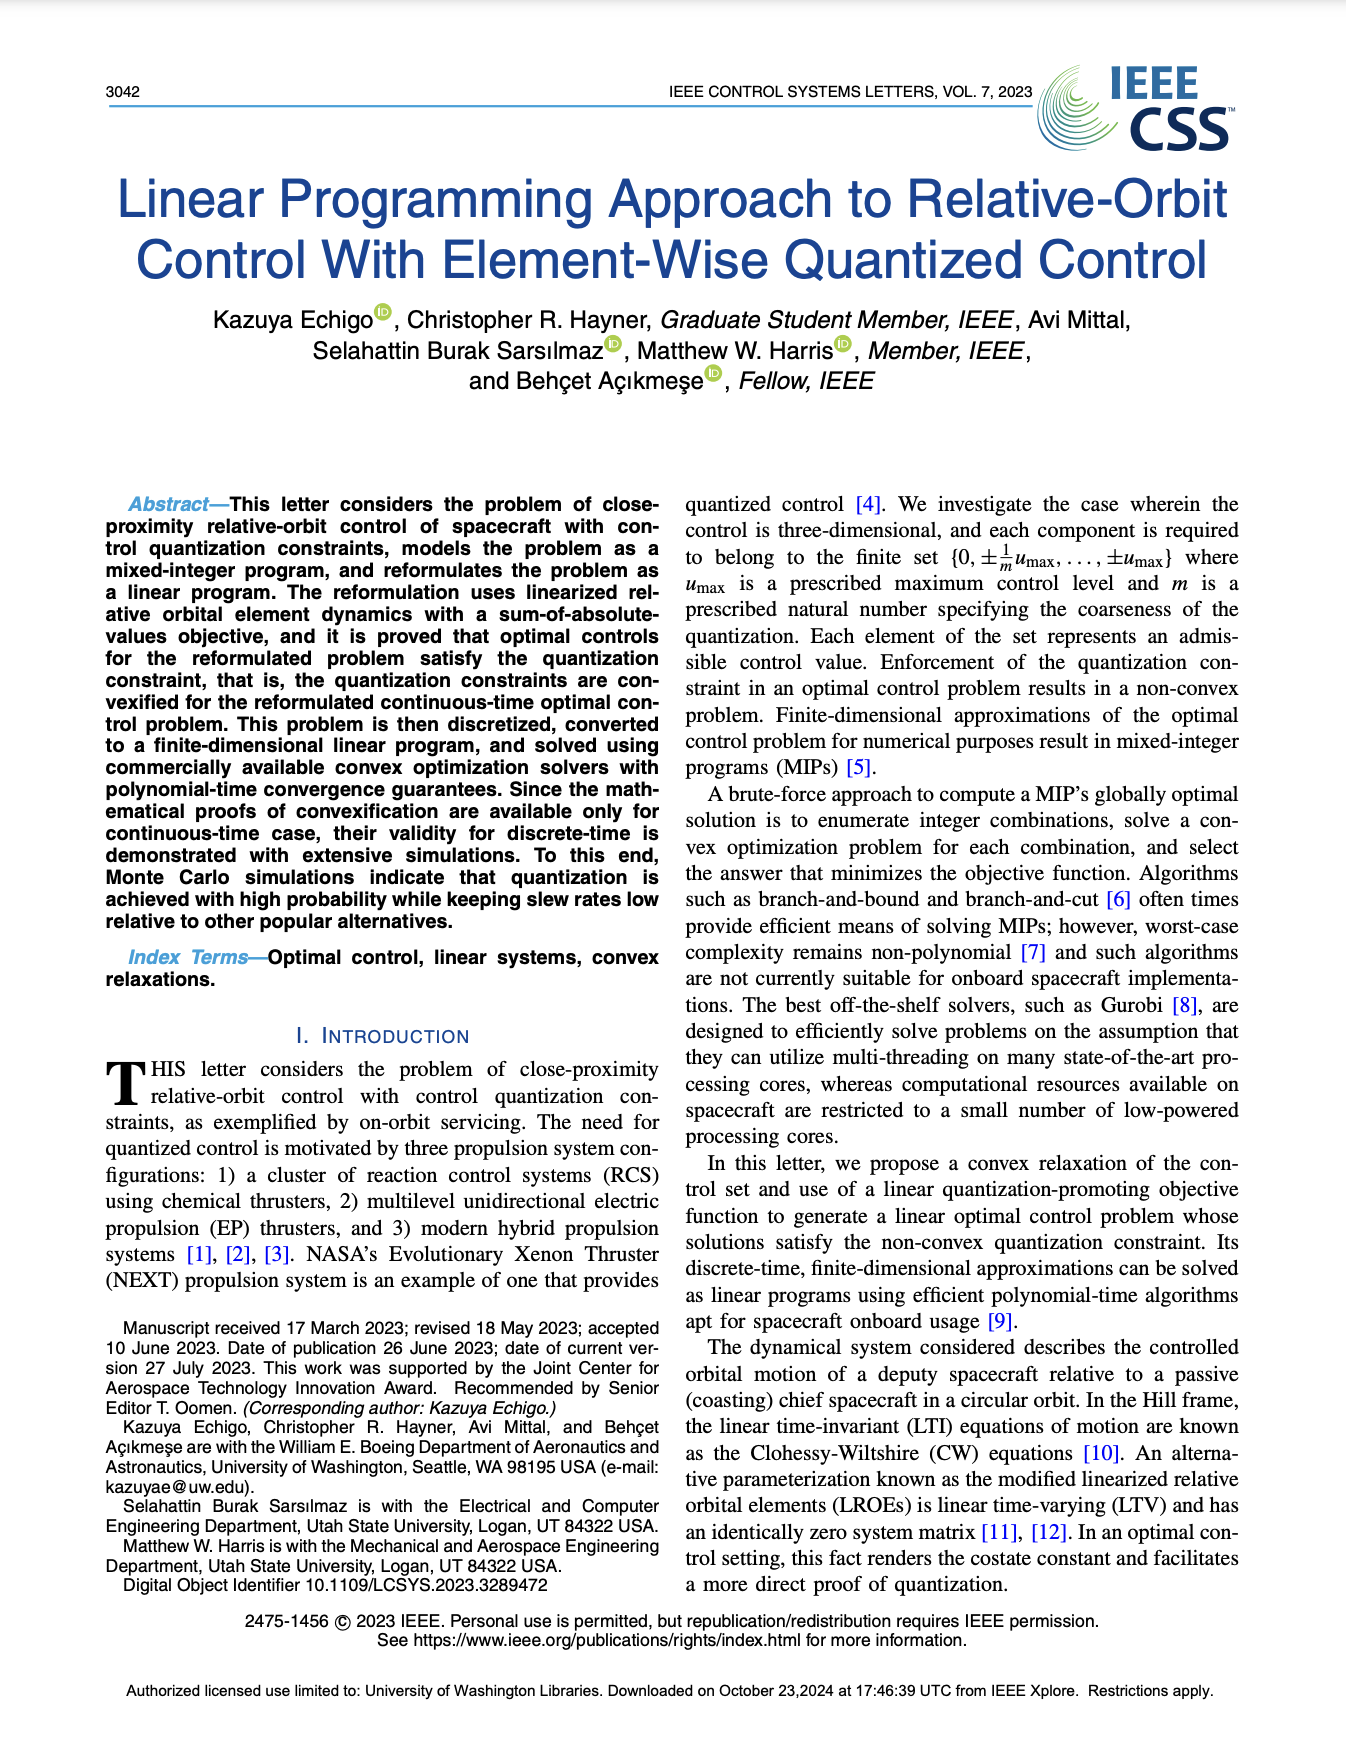 3042
IEEE CONTROL SYSTEMS LETTERS, VOL. 7, 2023
IEEE
CSS™
Linear Programming Approach to Relative-Orbit
Control With Element-Wise Quantized Control
Kazuya Echigo, Christopher R. Hayner, Graduate Student Member, IEEE, Avi Mittal,
Selahattin Burak Sarsılmaz, Matthew W. Harris, Member, IEEE,
and Behçet Açıkmeşe, Fellow, IEEE
Abstract—This letter considers the problem of close-
proximity relative-orbit control of spacecraft with con-
trol quantization constraints, models the problem as a
mixed-integer program, and reformulates the problem as
a linear program. The reformulation uses linearized rel-
ative orbital element dynamics with a sum-of-absolute-
values objective, and it is proved that optimal controls
for the reformulated problem satisfy the quantization
constraint, that is, the quantization constraints are con-
vexified for the reformulated continuous-time optimal con-
trol problem. This problem is then discretized, converted
to a finite-dimensional linear program, and solved using
commercially available convex optimization solvers with
polynomial-time convergence guarantees. Since the math-
ematical proofs of convexification are available only for
continuous-time case, their validity for discrete-time is
demonstrated with extensive simulations. To this end,
Monte Carlo simulations indicate that quantization is
achieved with high probability while keeping slew rates low
relative to other popular alternatives.
Index Terms—Optimal control, linear systems, convex
relaxations.
I. INTRODUCTION
THIS letter considers the problem of close-proximity
relative-orbit control with control quantization con-
straints, as exemplified by on-orbit servicing. The need for
quantized control is motivated by three propulsion system con-
figurations: 1) a cluster of reaction control systems (RCS)
using chemical thrusters, 2) multilevel unidirectional electric
propulsion (EP) thrusters, and 3) modern hybrid propulsion
systems [1], [2], [3]. NASA's Evolutionary Xenon Thruster
(NEXT) propulsion system is an example of one that provides
Manuscript received 17 March 2023; revised 18 May 2023; accepted
10 June 2023. Date of publication 26 June 2023; date of current ver-
sion 27 July 2023. This work was supported by the Joint Center for
Aerospace Technology Innovation Award. Recommended by Senior
Editor T. Oomen. (Corresponding author: Kazuya Echigo.)
Kazuya Echigo, Christopher R. Hayner, Avi Mittal, and Behçet
Açıkmeşe are with the William E. Boeing Department of Aeronautics and
Astronautics, University of Washington, Seattle, WA 98195 USA (e-mail:
kazuyae@uw.edu).
Selahattin Burak Sarsılmaz is with the Electrical and Computer
Engineering Department, Utah State University, Logan, UT 84322 USA.
Matthew W. Harris is with the Mechanical and Aerospace Engineering
Department, Utah State University, Logan, UT 84322 USA.
Digital Object Identifier 10.1109/LCSYS.2023.3289472
quantized control [4]. We investigate the case wherein the
control is three-dimensional, and each component is required
to belong to the finite set {0, ±1/m umax, . . . , ±umax} where
umax is a prescribed maximum control level and m is a
prescribed natural number specifying the coarseness of the
quantization. Each element of the set represents an admis-
sible control value. Enforcement of the quantization con-
straint in an optimal control problem results in a non-convex
problem. Finite-dimensional approximations of the optimal
control problem for numerical purposes result in mixed-integer
programs (MIPs) [5].
A brute-force approach to compute a MIP's globally optimal
solution is to enumerate integer combinations, solve a con-
vex optimization problem for each combination, and select
the answer that minimizes the objective function. Algorithms
such as branch-and-bound and branch-and-cut [6] often times
provide efficient means of solving MIPs; however, worst-case
complexity remains non-polynomial [7] and such algorithms
are not currently suitable for onboard spacecraft implementa-
tions. The best off-the-shelf solvers, such as Gurobi [8], are
designed to efficiently solve problems on the assumption that
they can utilize multi-threading on many state-of-the-art pro-
cessing cores, whereas computational resources available on
spacecraft are restricted to a small number of low-powered
processing cores.
In this letter, we propose a convex relaxation of the con-
trol set and use of a linear quantization-promoting objective
function to generate a linear optimal control problem whose
solutions satisfy the non-convex quantization constraint. Its
discrete-time, finite-dimensional approximations can be solved
as linear programs using efficient polynomial-time algorithms
apt for spacecraft onboard usage [9].
The dynamical system considered describes the controlled
orbital motion of a deputy spacecraft relative to a passive
(coasting) chief spacecraft in a circular orbit. In the Hill frame,
the linear time-invariant (LTI) equations of motion are known
as the Clohessy-Wiltshire (CW) equations [10]. An alterna-
tive parameterization known as the modified linearized relative
orbital elements (LROEs) is linear time-varying (LTV) and has
an identically zero system matrix [11], [12]. In an optimal con-
trol setting, this fact renders the costate constant and facilitates
a more direct proof of quantization.
2475-1456 © 2023 IEEE. Personal use is permitted, but republication/redistribution requires IEEE permission.
See https://www.ieee.org/publications/rights/index.html for more information.
Authorized licensed use limited to: University of Washington Libraries. Downloaded on October 23,2024 at 17:46:39 UTC from IEEE Xplore. Restrictions apply.